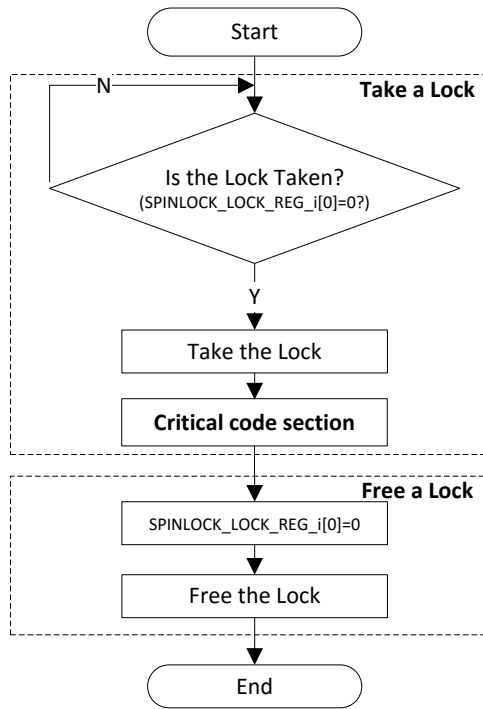 Start
N
Take a Lock
Is the Lock Taken?
(SPINLOCK_LOCK_REG_i[0]=0?)
Y
Take the Lock
Critical code section
Free a Lock
SPINLOCK_LOCK_REG_i[0]=0
Free the Lock
End